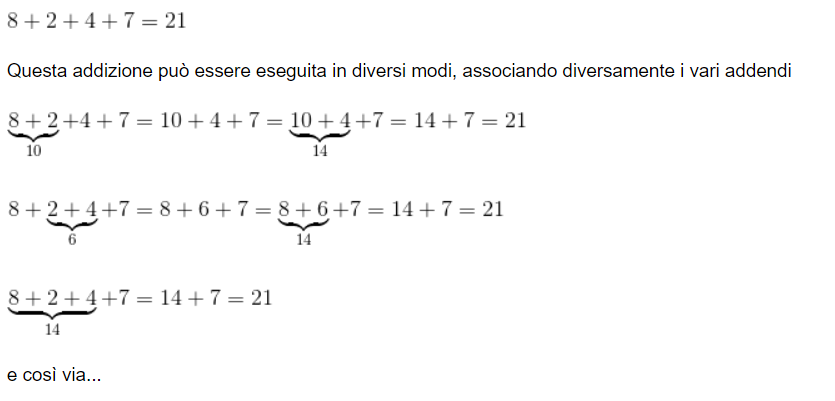 8 + 2 + 4 + 7 = 21
Questa addizione può essere eseguita in diversi modi, associando diversamente i vari addendi
8 + 2 +4 + 7 = 10 + 4 + 7 = 10 + 4 +7 = 14 + 7 = 21
10 14
8 + 2 + 4 +7 = 8 + 6 + 7 = 8 + 6 +7 = 14 + 7 = 21
6 14
8 + 2 + 4 +7 = 14 + 7 = 21
14
e così via...